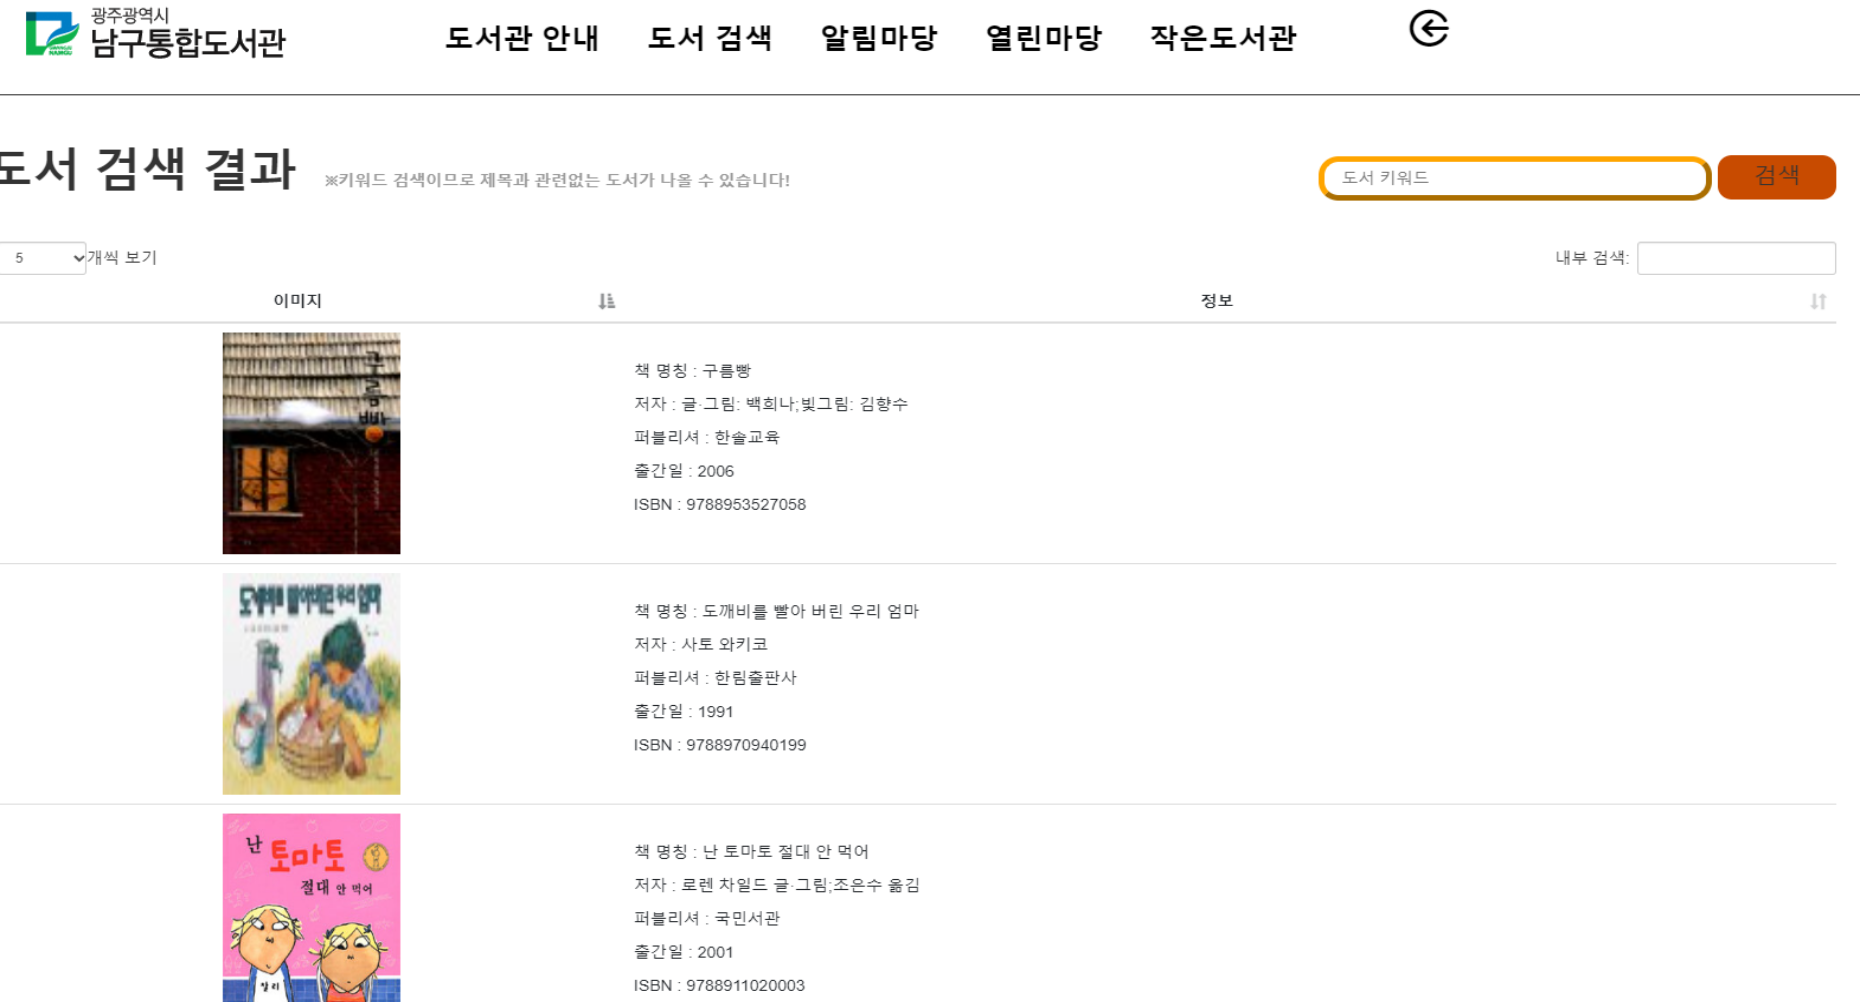 광주광역시
남구통합도서관
도서관 안내 도서 검색 알림마당 열린마당 작은도서관
도서 검색 결과 ※키워드 검색이므로 제목과 관련없는 도서가 나올 수 있습니다!
도서 키워드 검색
5 개씩 보기
내부 검색:
이미지 정보
구름빵
책 명칭 : 구름빵
저자 : 글·그림: 백희나;빛그림: 김향수
퍼블리셔 : 한솔교육
출간일 : 2006
ISBN : 9788953527058
도깨비를 빨아버린 우리 엄마
책 명칭 : 도깨비를 빨아 버린 우리 엄마
저자 : 사토 와키코
퍼블리셔 : 한림출판사
출간일 : 1991
ISBN : 9788970940199
난 토마토
절대 안 먹어
찰리
책 명칭 : 난 토마토 절대 안 먹어
저자 : 로렌 차일드 글·그림;조은수 옮김
퍼블리셔 : 국민서관
출간일 : 2001
ISBN : 9788911020003